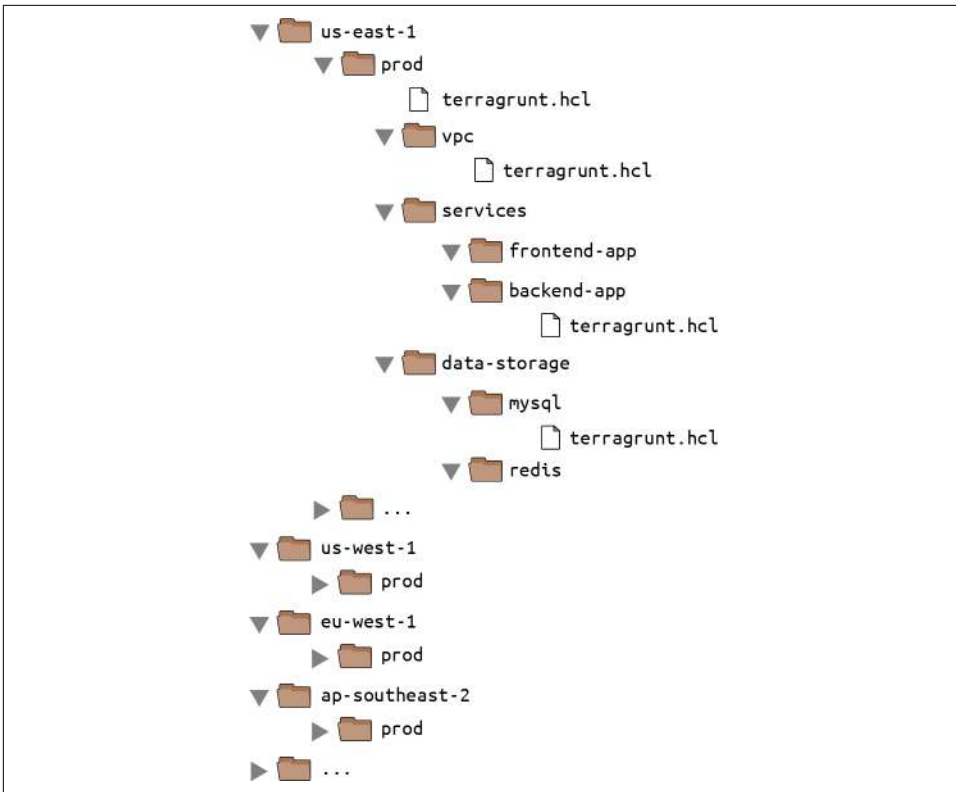 us-east-1
prod
terragrunt.hcl
vpc
terragrunt.hcl
services
frontend-app
backend-app
terragrunt.hcl
data-storage
mysql
terragrunt.hcl
redis
...
us-west-1
prod
eu-west-1
prod
ap-southeast-2
prod
...